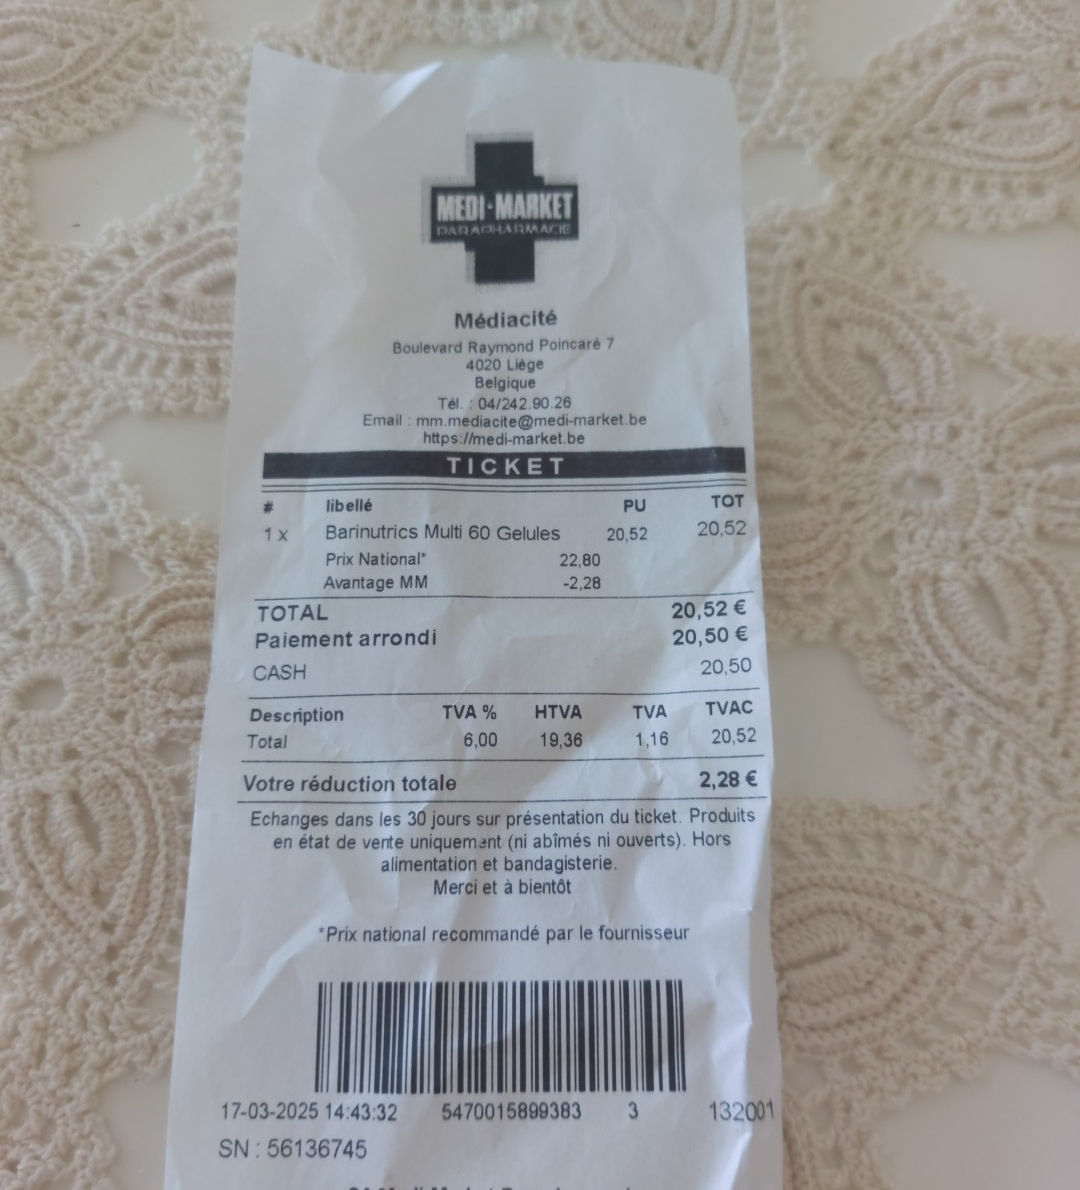 MEDI-MARKET
PARAPHARMACIE
Médiacité
Boulevard Raymond Poincaré 7
4020 Liège
Belgique
Tél. : 04/242.90.26
Email : mm.mediacite@medi-market.be
https://medi-market.be
TICKET
# libellé PU TOT
1 x Barinutrics Multi 60 Gelules 20,52 20,52
Prix National* 22,80
Avantage MM -2,28
TOTAL 20,52 €
Paiement arrondi 20,50 €
CASH 20,50
Description TVA % HTVA TVA TVAC
Total 6,00 19,36 1,16 20,52
Votre réduction totale 2,28 €
Echanges dans les 30 jours sur présentation du ticket. Produits
en état de vente uniquement (ni abîmés ni ouverts). Hors
alimentation et bandagisterie.
Merci et à bientôt
*Prix national recommandé par le fournisseur
17-03-2025 14:43:32 5470015899383 3 132001
SN : 56136745